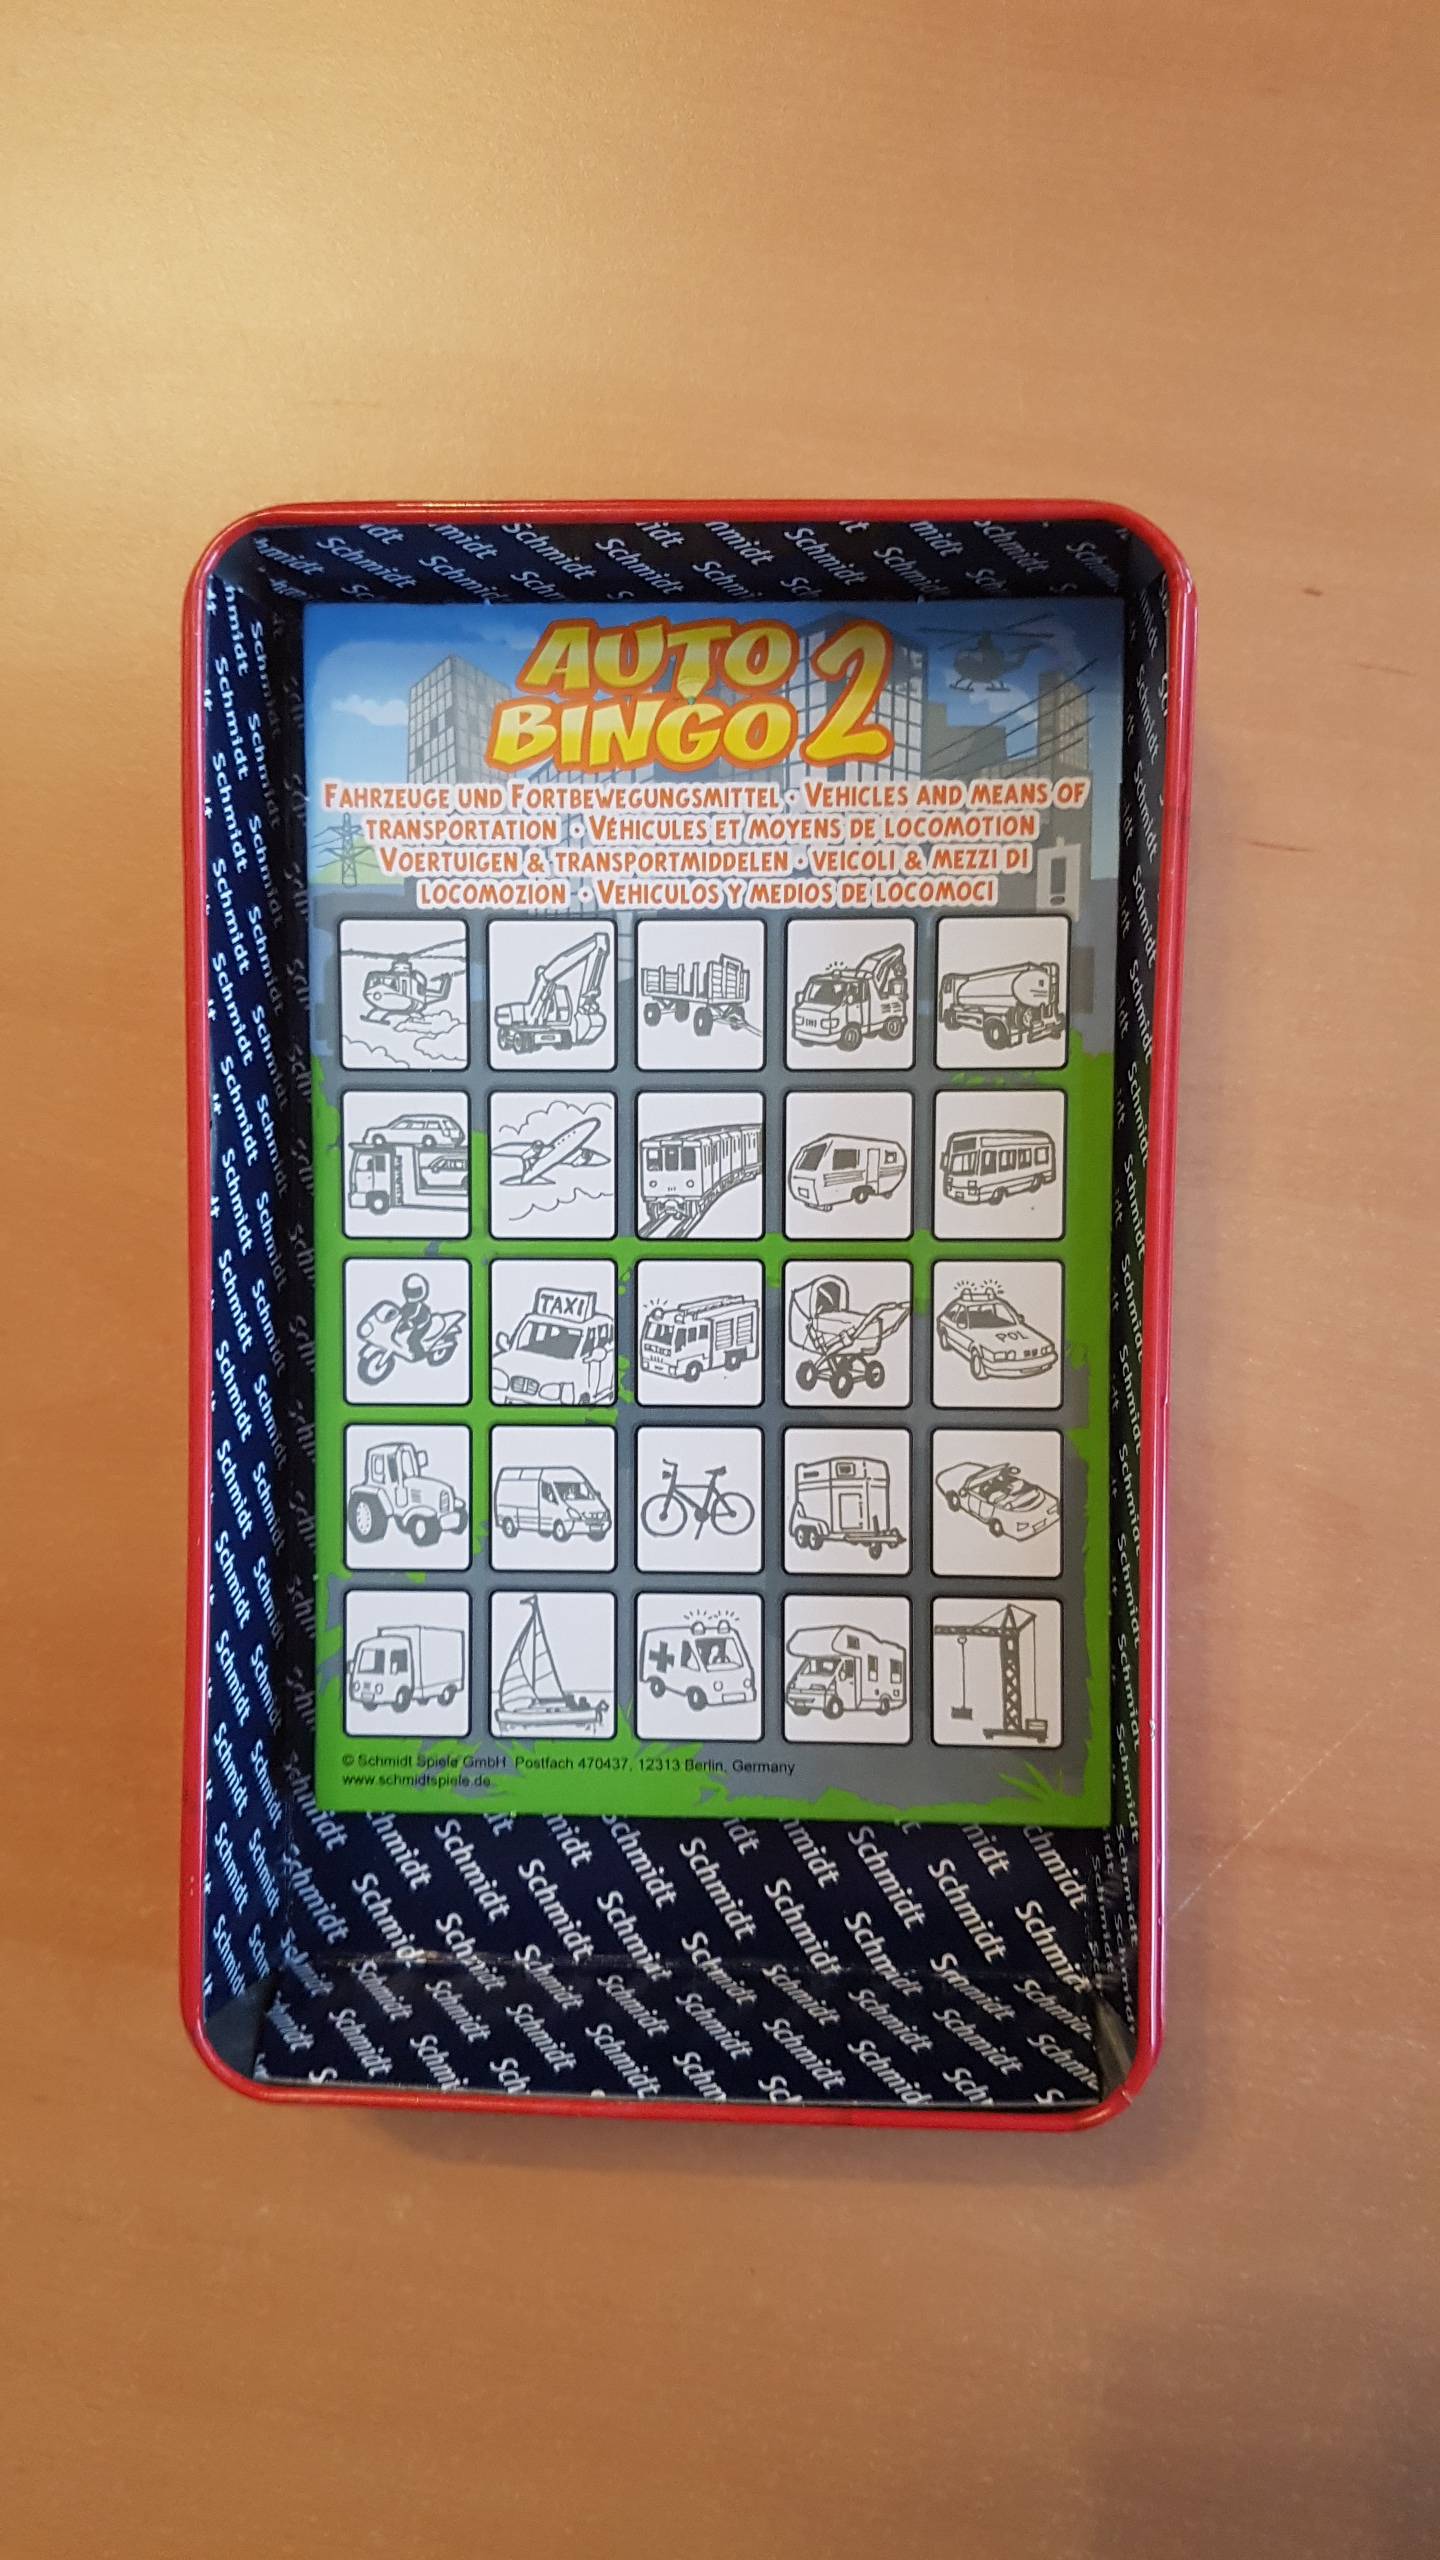 AUTO
BINGO 2
FAHRZEUGE UND FORTBEWEGUNGSMITTEL • VEHICLES AND MEANS OF
TRANSPORTATION • VÉHICULES ET MOYENS DE LOCOMOTION
VOERTUIGEN & TRANSPORTMIDDELEN • VEICOLI & MEZZI DI
LOCOMOZION • VEHICULOS Y MEDIOS DE LOCOMOCI
TAXI
POL
© Schmidt Spiele GmbH Postfach 470437, 12313 Berlin, Germany
www.schmidtspiele.de
Schmidt